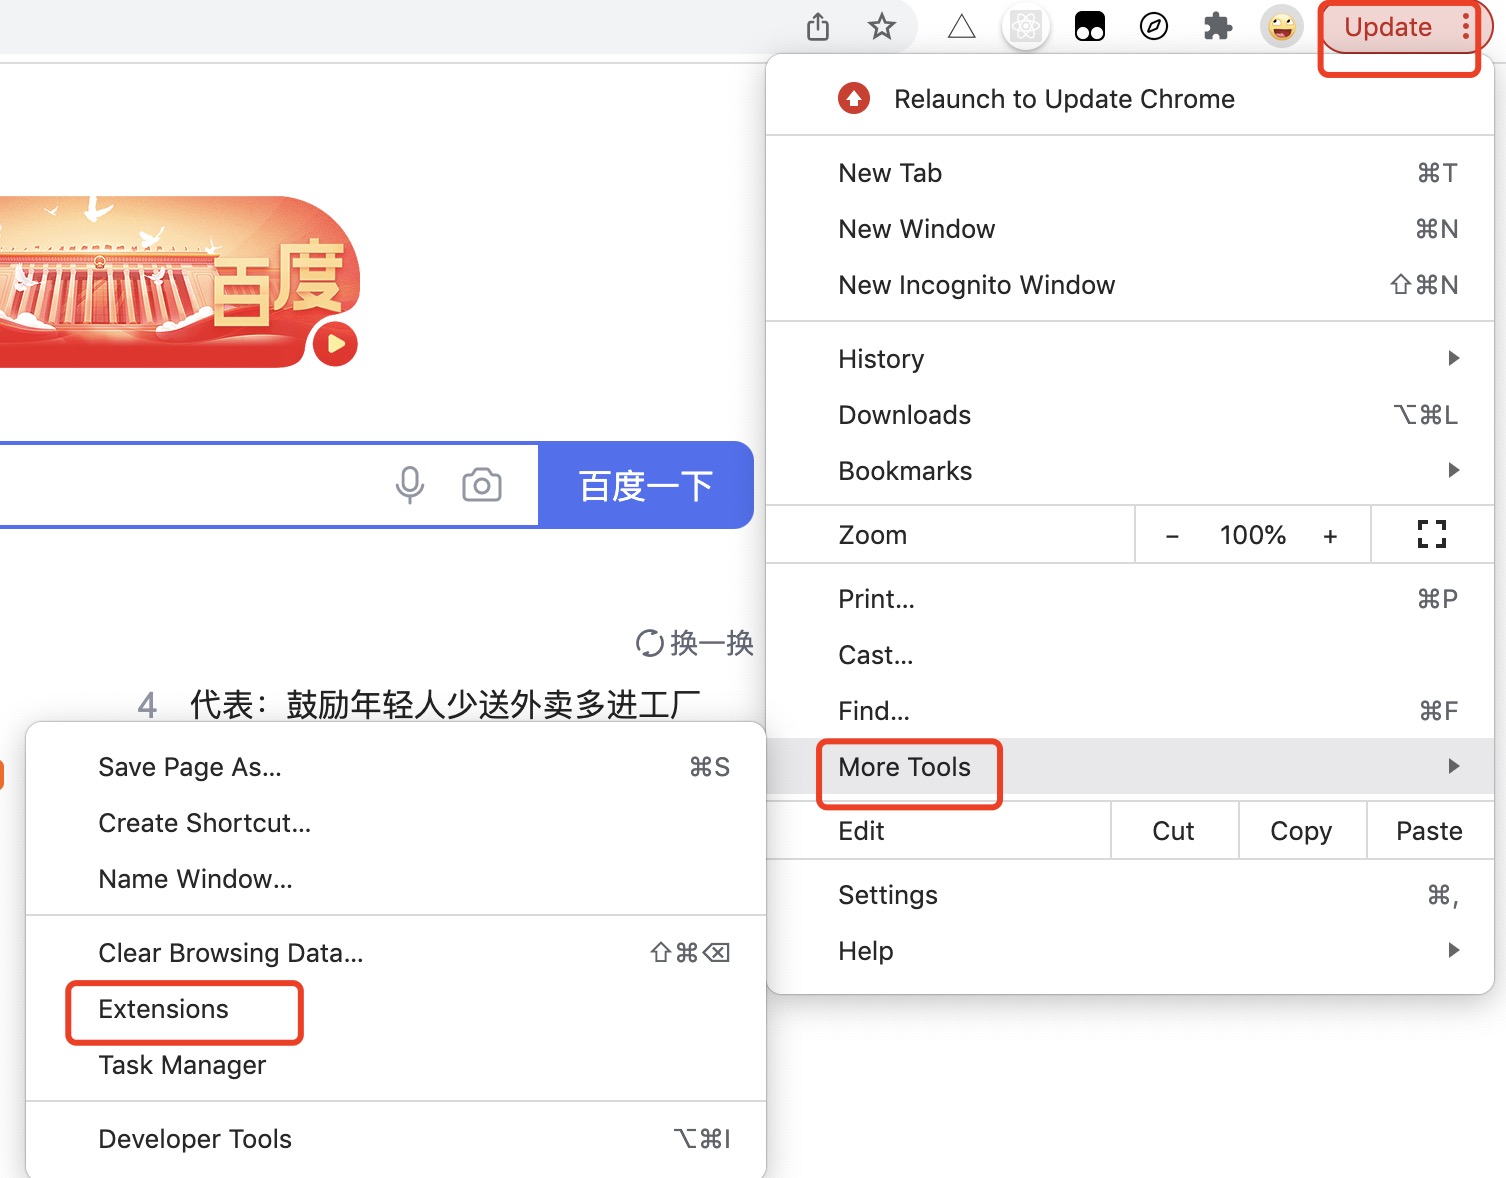 Update
Relaunch to Update Chrome
New Tab ⌘T
New Window ⌘N
New Incognito Window ⇧⌘N
History
Downloads ⌥⌘L
Bookmarks
Zoom - 100% +
Print... ⌘P
Cast...
Find... ⌘F
More Tools
Edit Cut Copy Paste
Settings ⌘,
Help
百度
百度一下
换一换
4 代表：鼓励年轻人少送外卖多进工厂
Save Page As... ⌘S
Create Shortcut...
Name Window...
Clear Browsing Data... ⇧⌘⌫
Extensions
Task Manager
Developer Tools ⌥⌘I